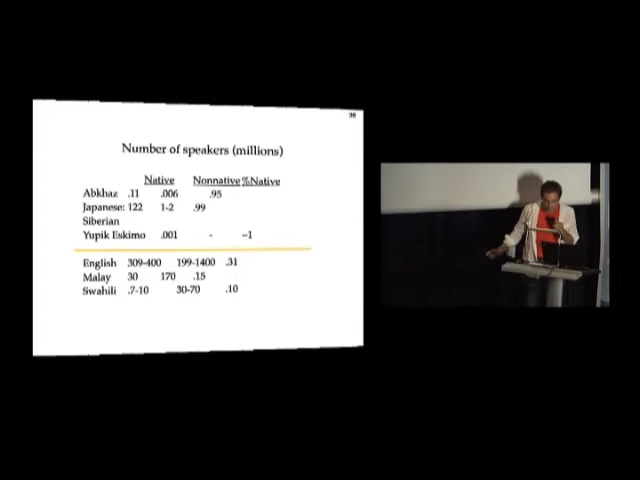 36
Number of speakers (millions)
Native Nonnative %Native
Abkhaz .11 .006 .95
Japanese: 122 1-2 .99
Siberian
Yupik Eskimo .001 - ~1
English 309-400 199-1400 .31
Malay 30 170 .15
Swahili .7-10 30-70 .10